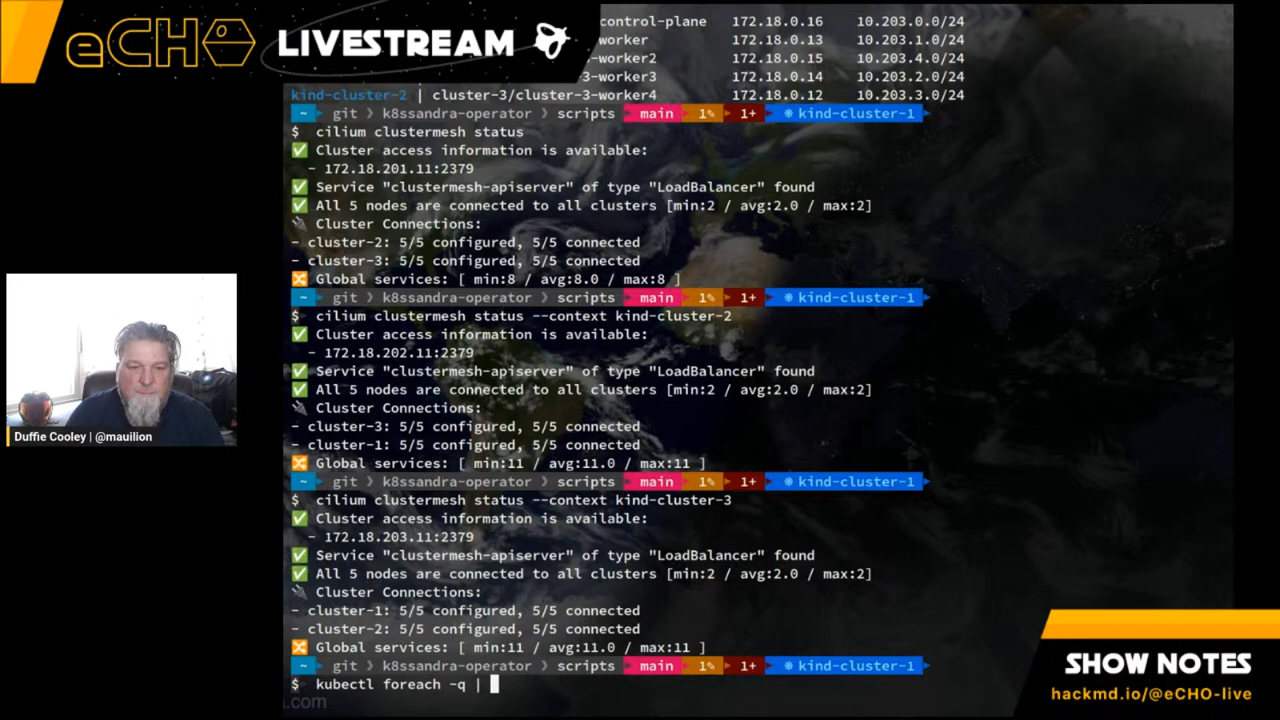 eCHO LIVESTREAM
control-plane 172.18.0.16 10.203.0.0/24
worker 172.18.0.13 10.203.1.0/24
-worker2 172.18.0.15 10.203.4.0/24
3-worker3 172.18.0.14 10.203.2.0/24
kind-cluster-2 | cluster-3/cluster-3-worker4 172.18.0.12 10.203.3.0/24
~ git 〉 k8ssandra-operator 〉 scripts main 1✎ 1+ ⎈ kind-cluster-1
$ cilium clustermesh status
✅ Cluster access information is available:
- 172.18.201.11:2379
✅ Service "clustermesh-apiserver" of type "LoadBalancer" found
✅ All 5 nodes are connected to all clusters [min:2 / avg:2.0 / max:2]
🔌 Cluster Connections:
- cluster-2: 5/5 configured, 5/5 connected
- cluster-3: 5/5 configured, 5/5 connected
🔀 Global services: [ min:8 / avg:8.0 / max:8 ]
~ git 〉 k8ssandra-operator 〉 scripts main 1✎ 1+ ⎈ kind-cluster-1
$ cilium clustermesh status --context kind-cluster-2
✅ Cluster access information is available:
- 172.18.202.11:2379
✅ Service "clustermesh-apiserver" of type "LoadBalancer" found
✅ All 5 nodes are connected to all clusters [min:2 / avg:2.0 / max:2]
🔌 Cluster Connections:
- cluster-3: 5/5 configured, 5/5 connected
- cluster-1: 5/5 configured, 5/5 connected
🔀 Global services: [ min:11 / avg:11.0 / max:11 ]
~ git 〉 k8ssandra-operator 〉 scripts main 1✎ 1+ ⎈ kind-cluster-1
$ cilium clustermesh status --context kind-cluster-3
✅ Cluster access information is available:
- 172.18.203.11:2379
✅ Service "clustermesh-apiserver" of type "LoadBalancer" found
✅ All 5 nodes are connected to all clusters [min:2 / avg:2.0 / max:2]
🔌 Cluster Connections:
- cluster-1: 5/5 configured, 5/5 connected
- cluster-2: 5/5 configured, 5/5 connected
🔀 Global services: [ min:11 / avg:11.0 / max:11 ]
~ git 〉 k8ssandra-operator 〉 scripts main 1✎ 1+ ⎈ kind-cluster-1
$ kubectl foreach -q |
.com
Duffie Cooley | @mauilion
SHOW NOTES
hackmd.io/@eCHO-live